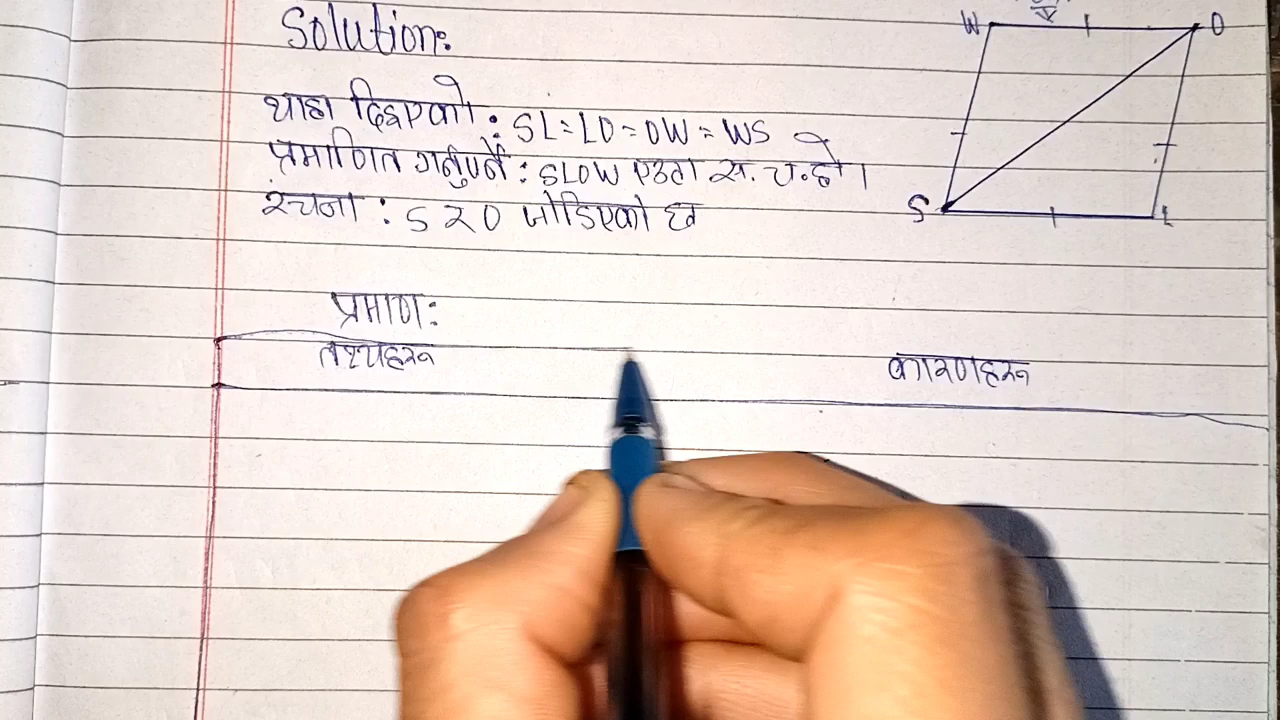 Solution:
थाहा दिइएको : SL = LO = OW = WS
प्रमाणित गर्नुपर्ने : SLOW एउटा स. च. हो ।
रचना : S र O जोडिएको छ
प्रमाण:
तथ्यहरू
कारणहरू
W
O
S
L